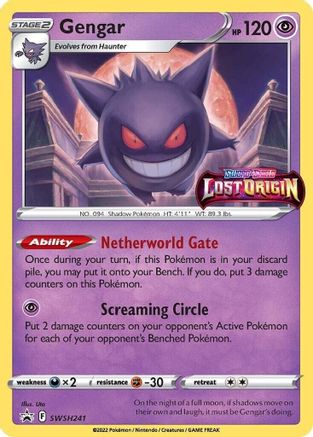 STAGE 2
Gengar
HP 120
Evolves from Haunter
LOST ORIGIN
NO. 094 Shadow Pokémon HT: 4'11" WT: 89.3 lbs.
Ability Netherworld Gate
Once during your turn, if this Pokémon is in your discard
pile, you may put it onto your Bench. If you do, put 3 damage
counters on this Pokémon.
Screaming Circle
Put 2 damage counters on your opponent's Active Pokémon
for each of your opponent's Benched Pokémon.
weakness ×2 resistance -30 retreat
Illus. Uta
SWSH241
On the night of a full moon, if shadows move on
their own and laugh, it must be Gengar's doing.
©2022 Pokémon / Nintendo / Creatures / GAME FREAK